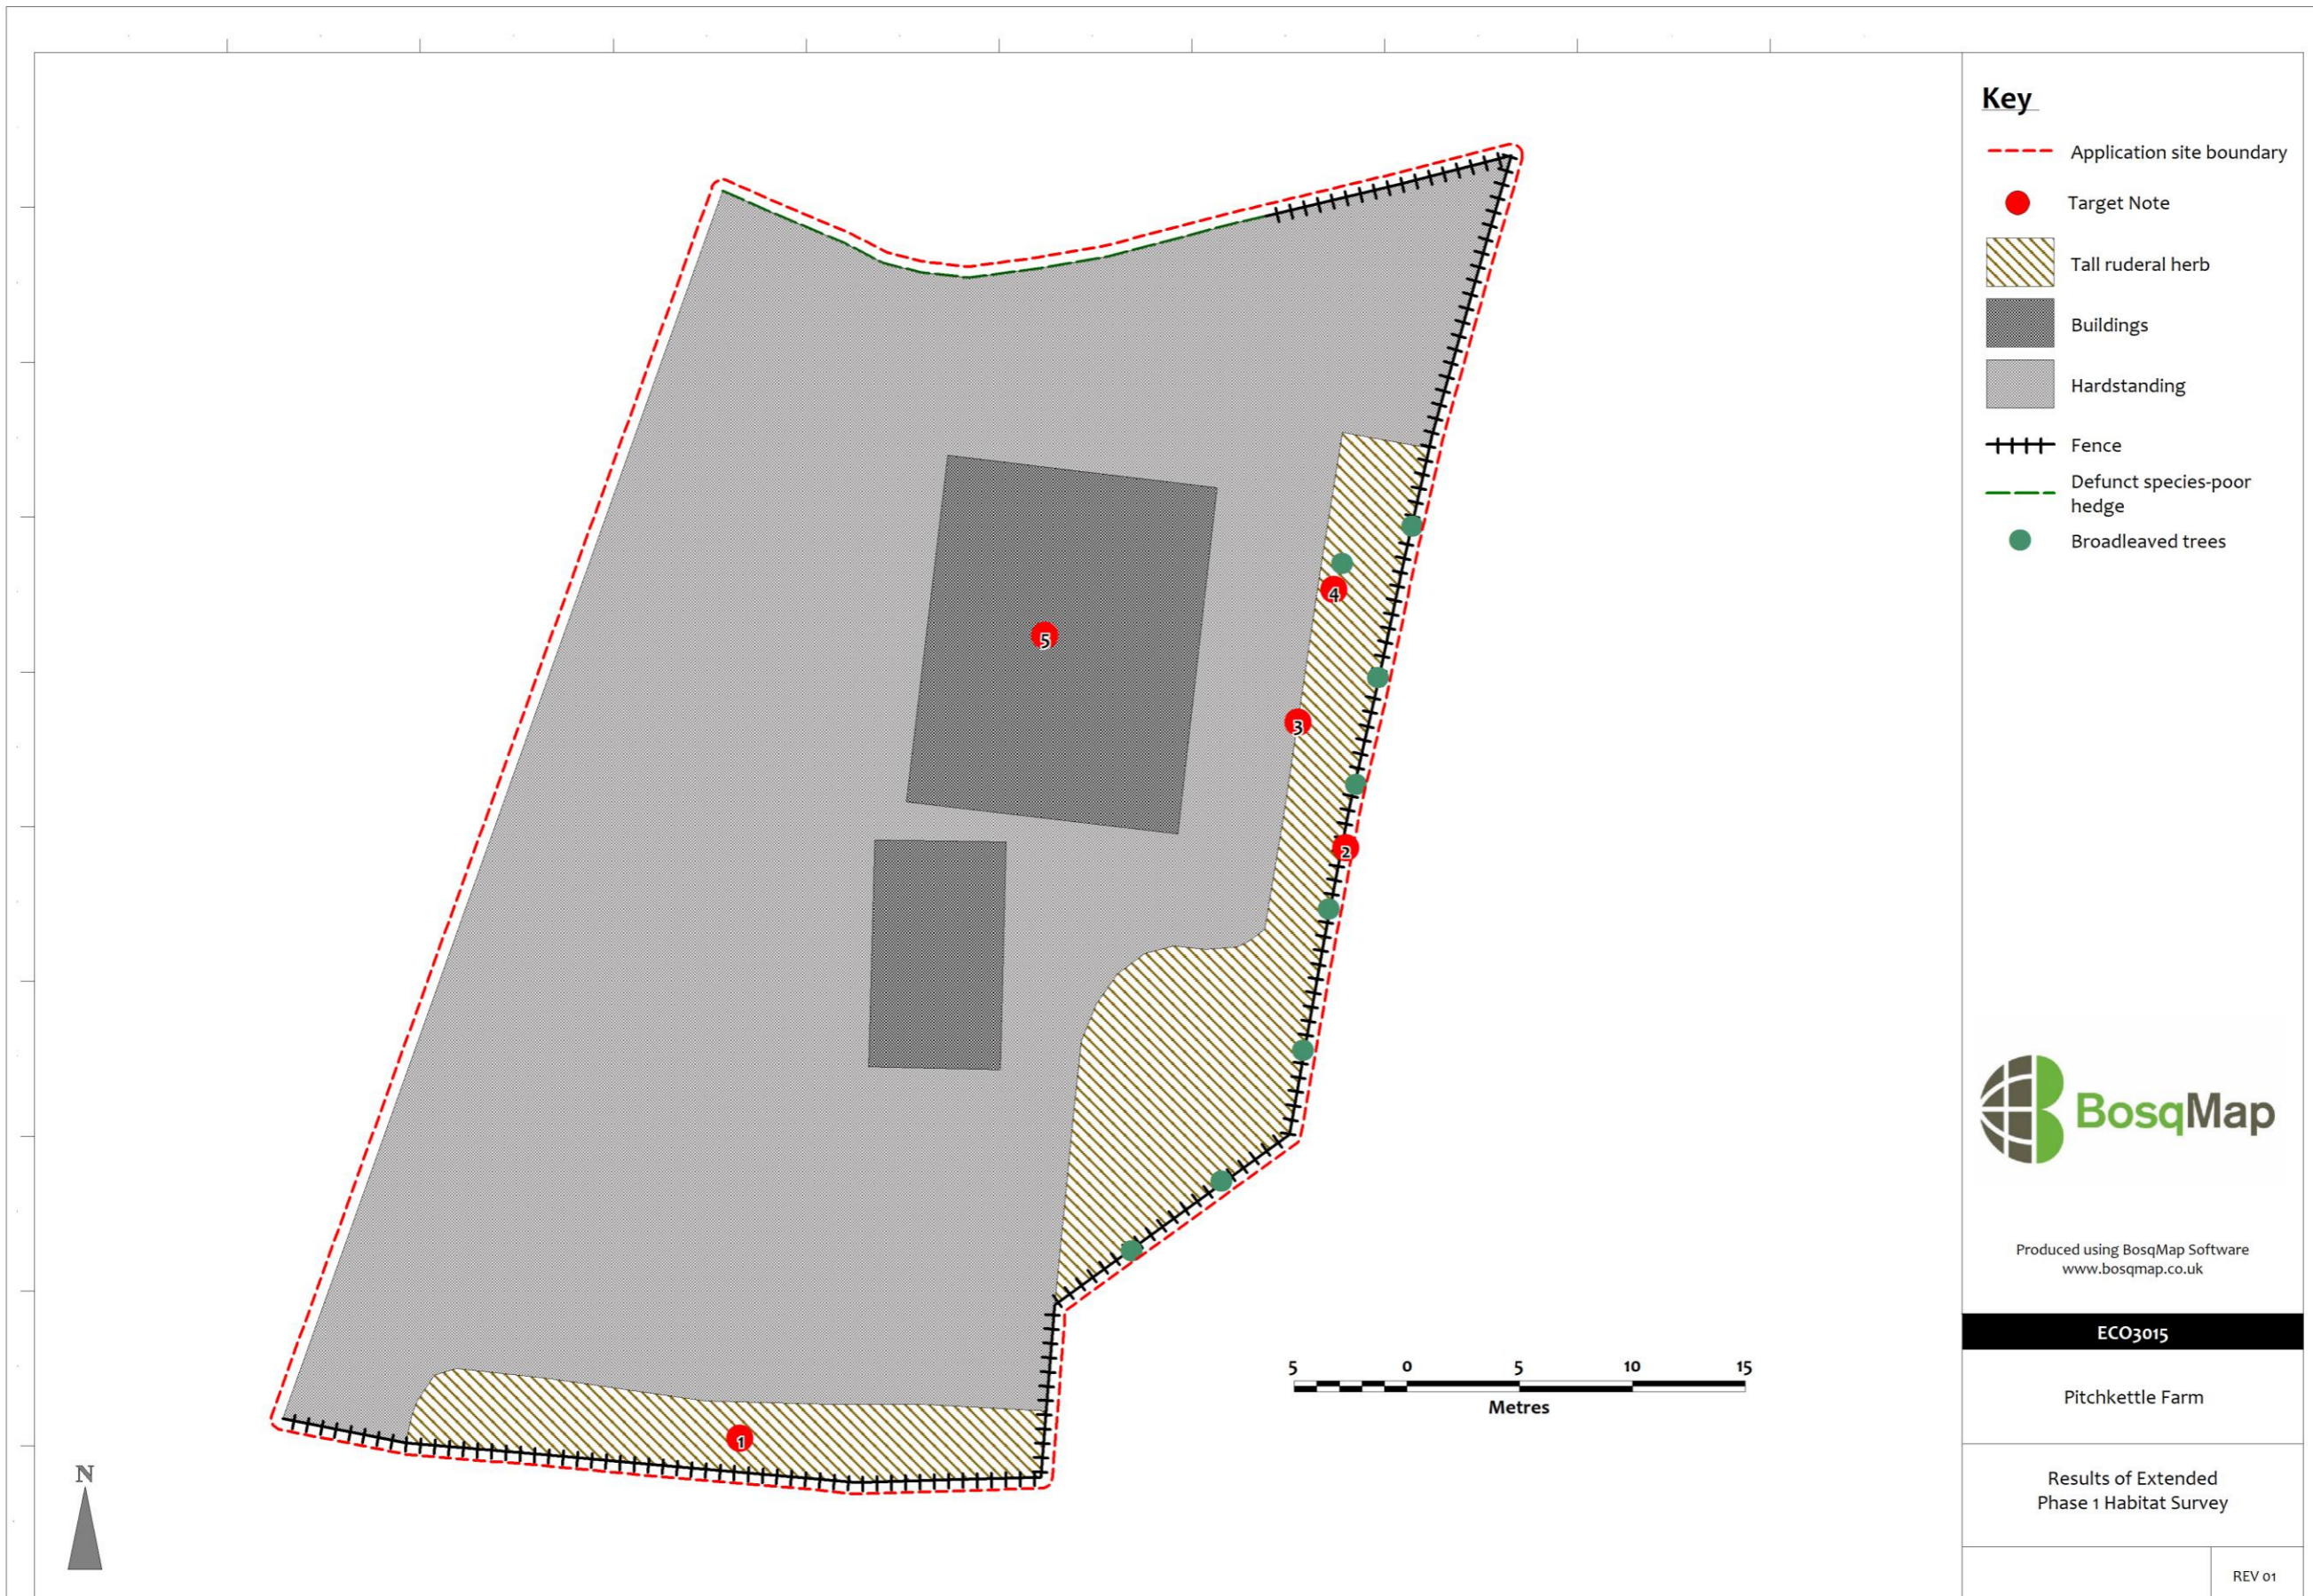 Key
Application site boundary
Target Note
Tall ruderal herb
Buildings
Hardstanding
Fence
Defunct species-poor
hedge
Broadleaved trees
4
5
3
2
1
5 0 5 10 15
Metres
N
BosqMap
Produced using BosqMap Software
www.bosqmap.co.uk
ECO3015
Pitchkettle Farm
Results of Extended
Phase 1 Habitat Survey
REV 01